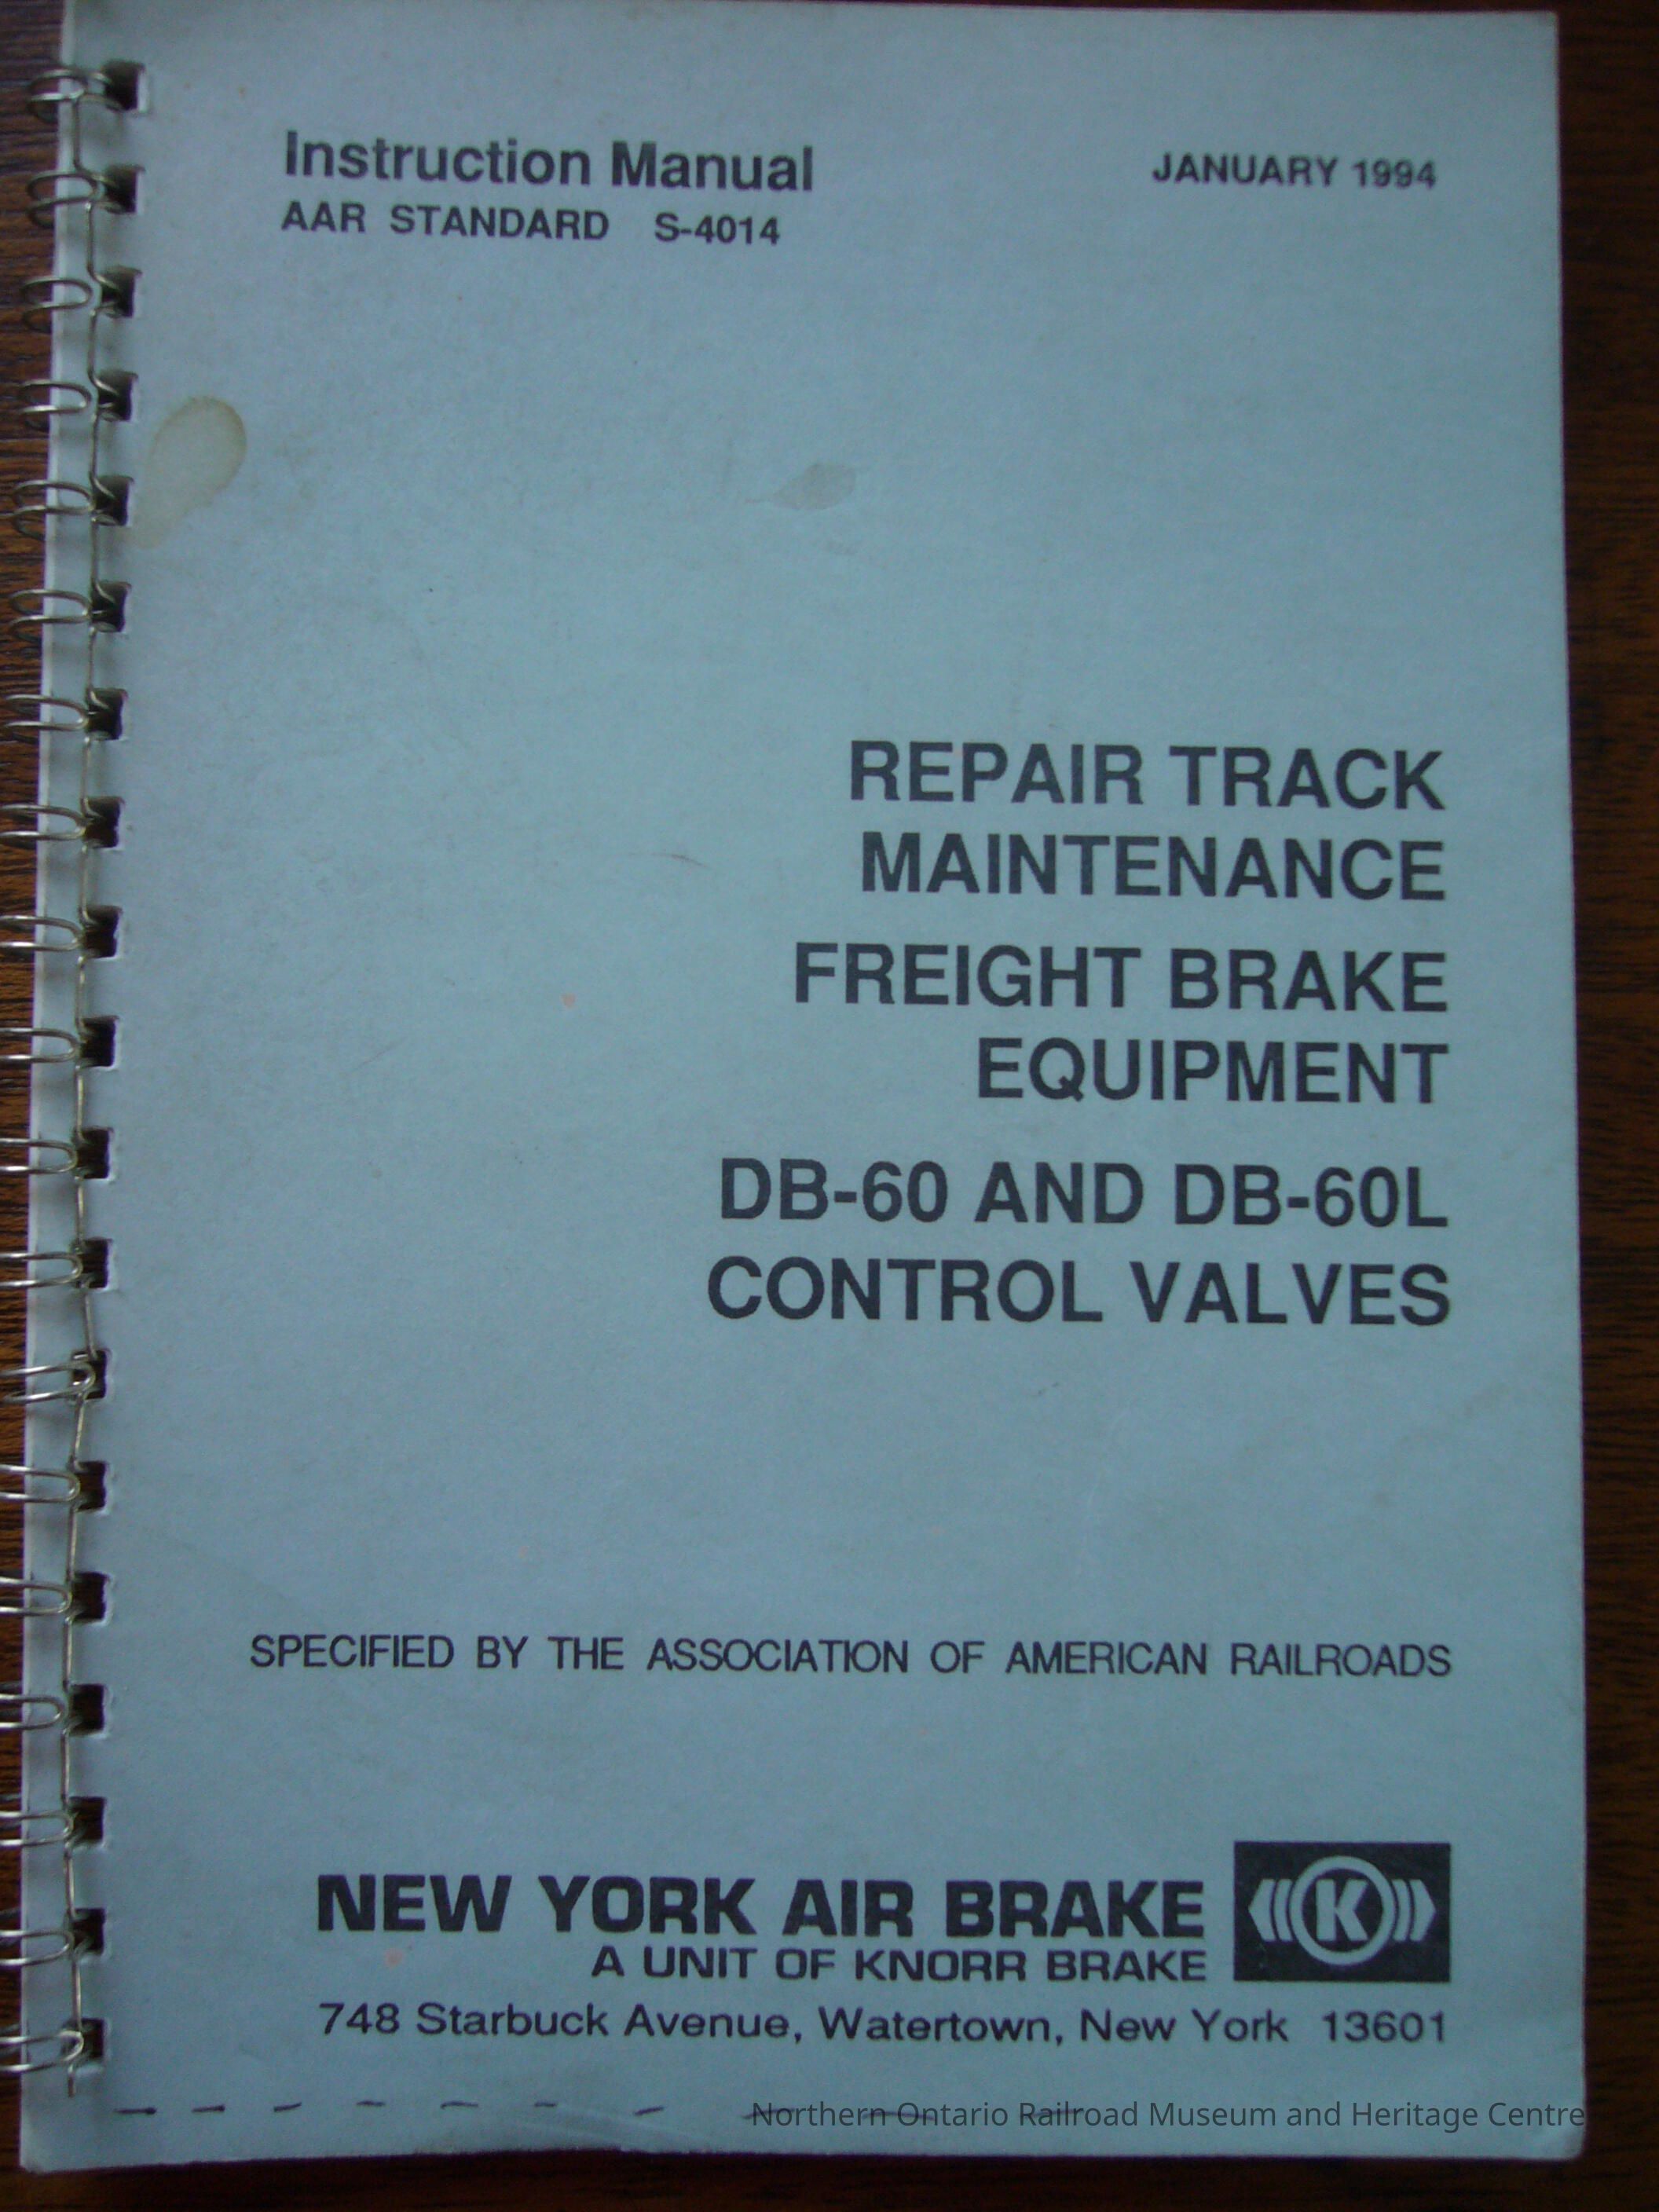 Instruction Manual JANUARY 1994
AAR STANDARD S-4014
REPAIR TRACK
MAINTENANCE
FREIGHT BRAKE
EQUIPMENT
DB-60 AND DB-60L
CONTROL VALVES
SPECIFIED BY THE ASSOCIATION OF AMERICAN RAILROADS
NEW YORK AIR BRAKE
A UNIT OF KNORR BRAKE
K
748 Starbuck Avenue, Watertown, New York 13601
Northern Ontario Railroad Museum and Heritage Centre